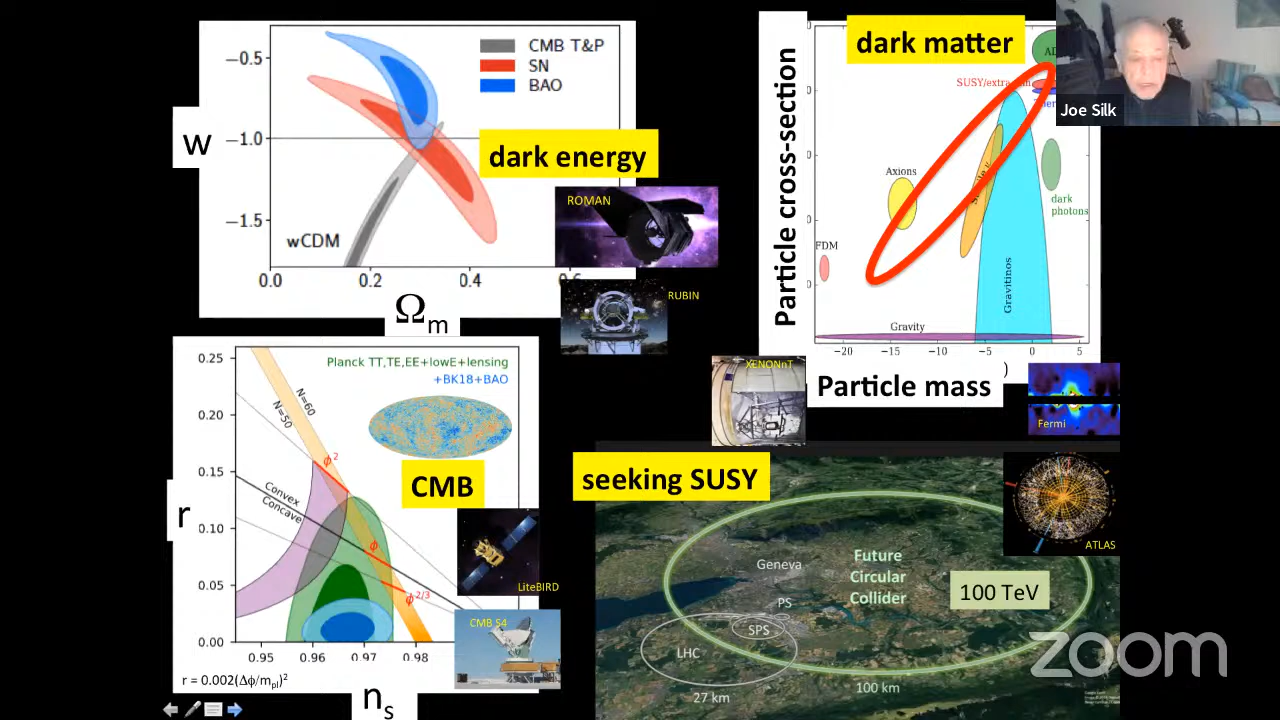 −0.5
−1.0
−1.5
w
CMB T&P
SN
BAO
dark energy
wCDM
0.0
0.2
0.4
0.6
Ωm
ROMAN
RUBIN
dark matter
Particle cross-section
SUSY/extra
Axions
FDM
dark
photons
Gravitinos
Gravity
−20
−15
−10
−5
0
5
Particle mass
Joe Silk
XENONnT
Fermi
0.25
0.20
0.15
0.10
0.05
0.00
r
Planck TT,TE,EE+lowE+lensing
+BK18+BAO
N=60
N=50
ϕ2
Convex
Concave
ϕ
ϕ2/3
CMB
LiteBIRD
CMB S4
0.95
0.96
0.97
0.98
r = 0.002(Δϕ/mpl)2
ns
seeking SUSY
ATLAS
Geneva
Future
Circular
Collider
100 TeV
PS
SPS
LHC
27 km
100 km
zoom